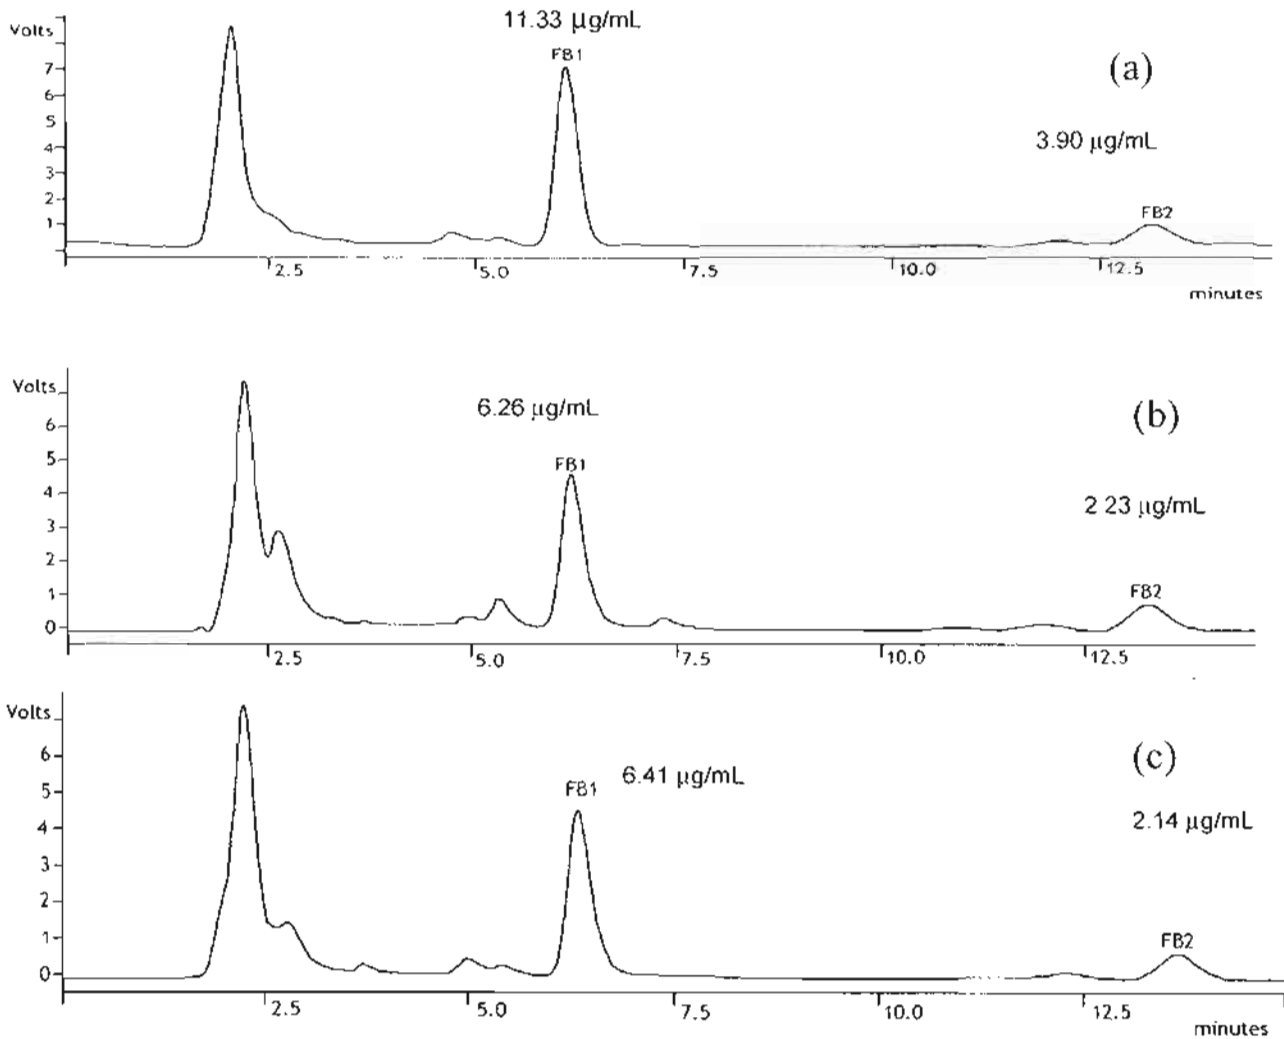 11.33 µg/mL
Volts
FB1
(a)
7
6
5
4
3
2
1
3.90 µg/mL
FB2
2.5
5.0
7.5
10.0
12.5
minutes
Volts
6.26 µg/mL
(b)
6
5
4
3
2
1
0
FB1
2 23 µg/mL
FB2
2.5
5.0
7.5
10.0
12.5
Volts
6.41 µg/mL
(c)
6
5
4
3
2
1
0
FB1
2.14 µg/mL
FB2
2.5
5.0
7.5
10.0
12.5
minutes